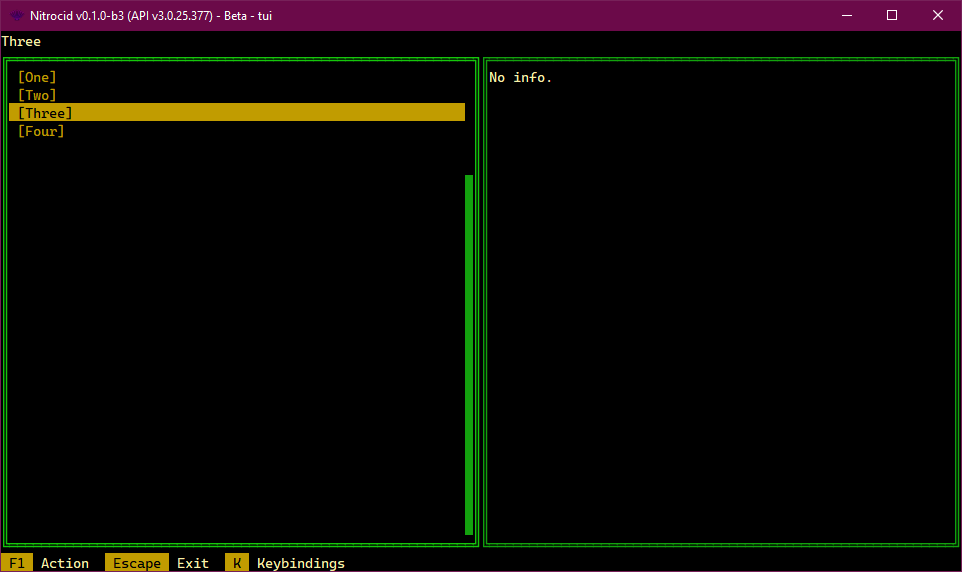 Nitrocid v0.1.0-b3 (API v3.0.25.377) - Beta - tui
Three
[One]
[Two]
[Three]
[Four]
No info.
F1 Action Escape Exit K Keybindings